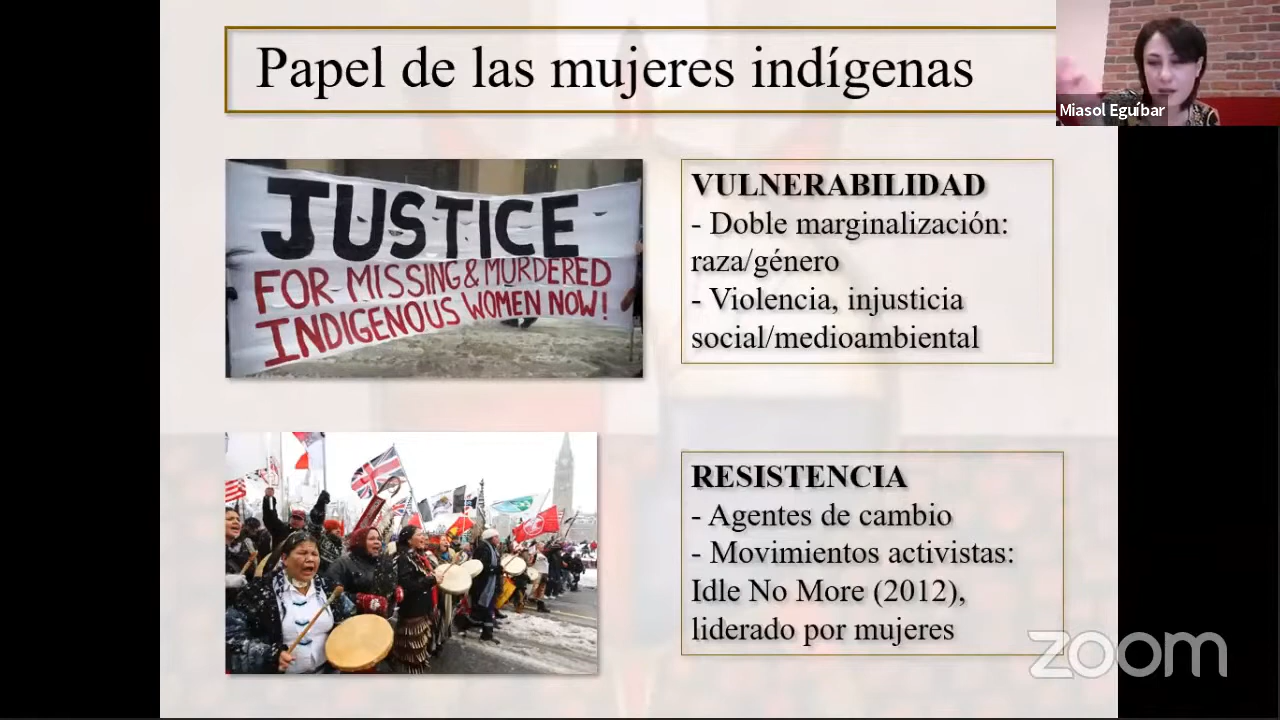 Papel de las mujeres indígenas
Miasol Eguíbar
JUSTICE
FOR MISSING & MURDERED
INDIGENOUS WOMEN NOW!
VULNERABILIDAD
- Doble marginalización:
raza/género
- Violencia, injusticia
social/medioambiental
RESISTENCIA
- Agentes de cambio
- Movimientos activistas:
Idle No More (2012),
liderado por mujeres
zoom